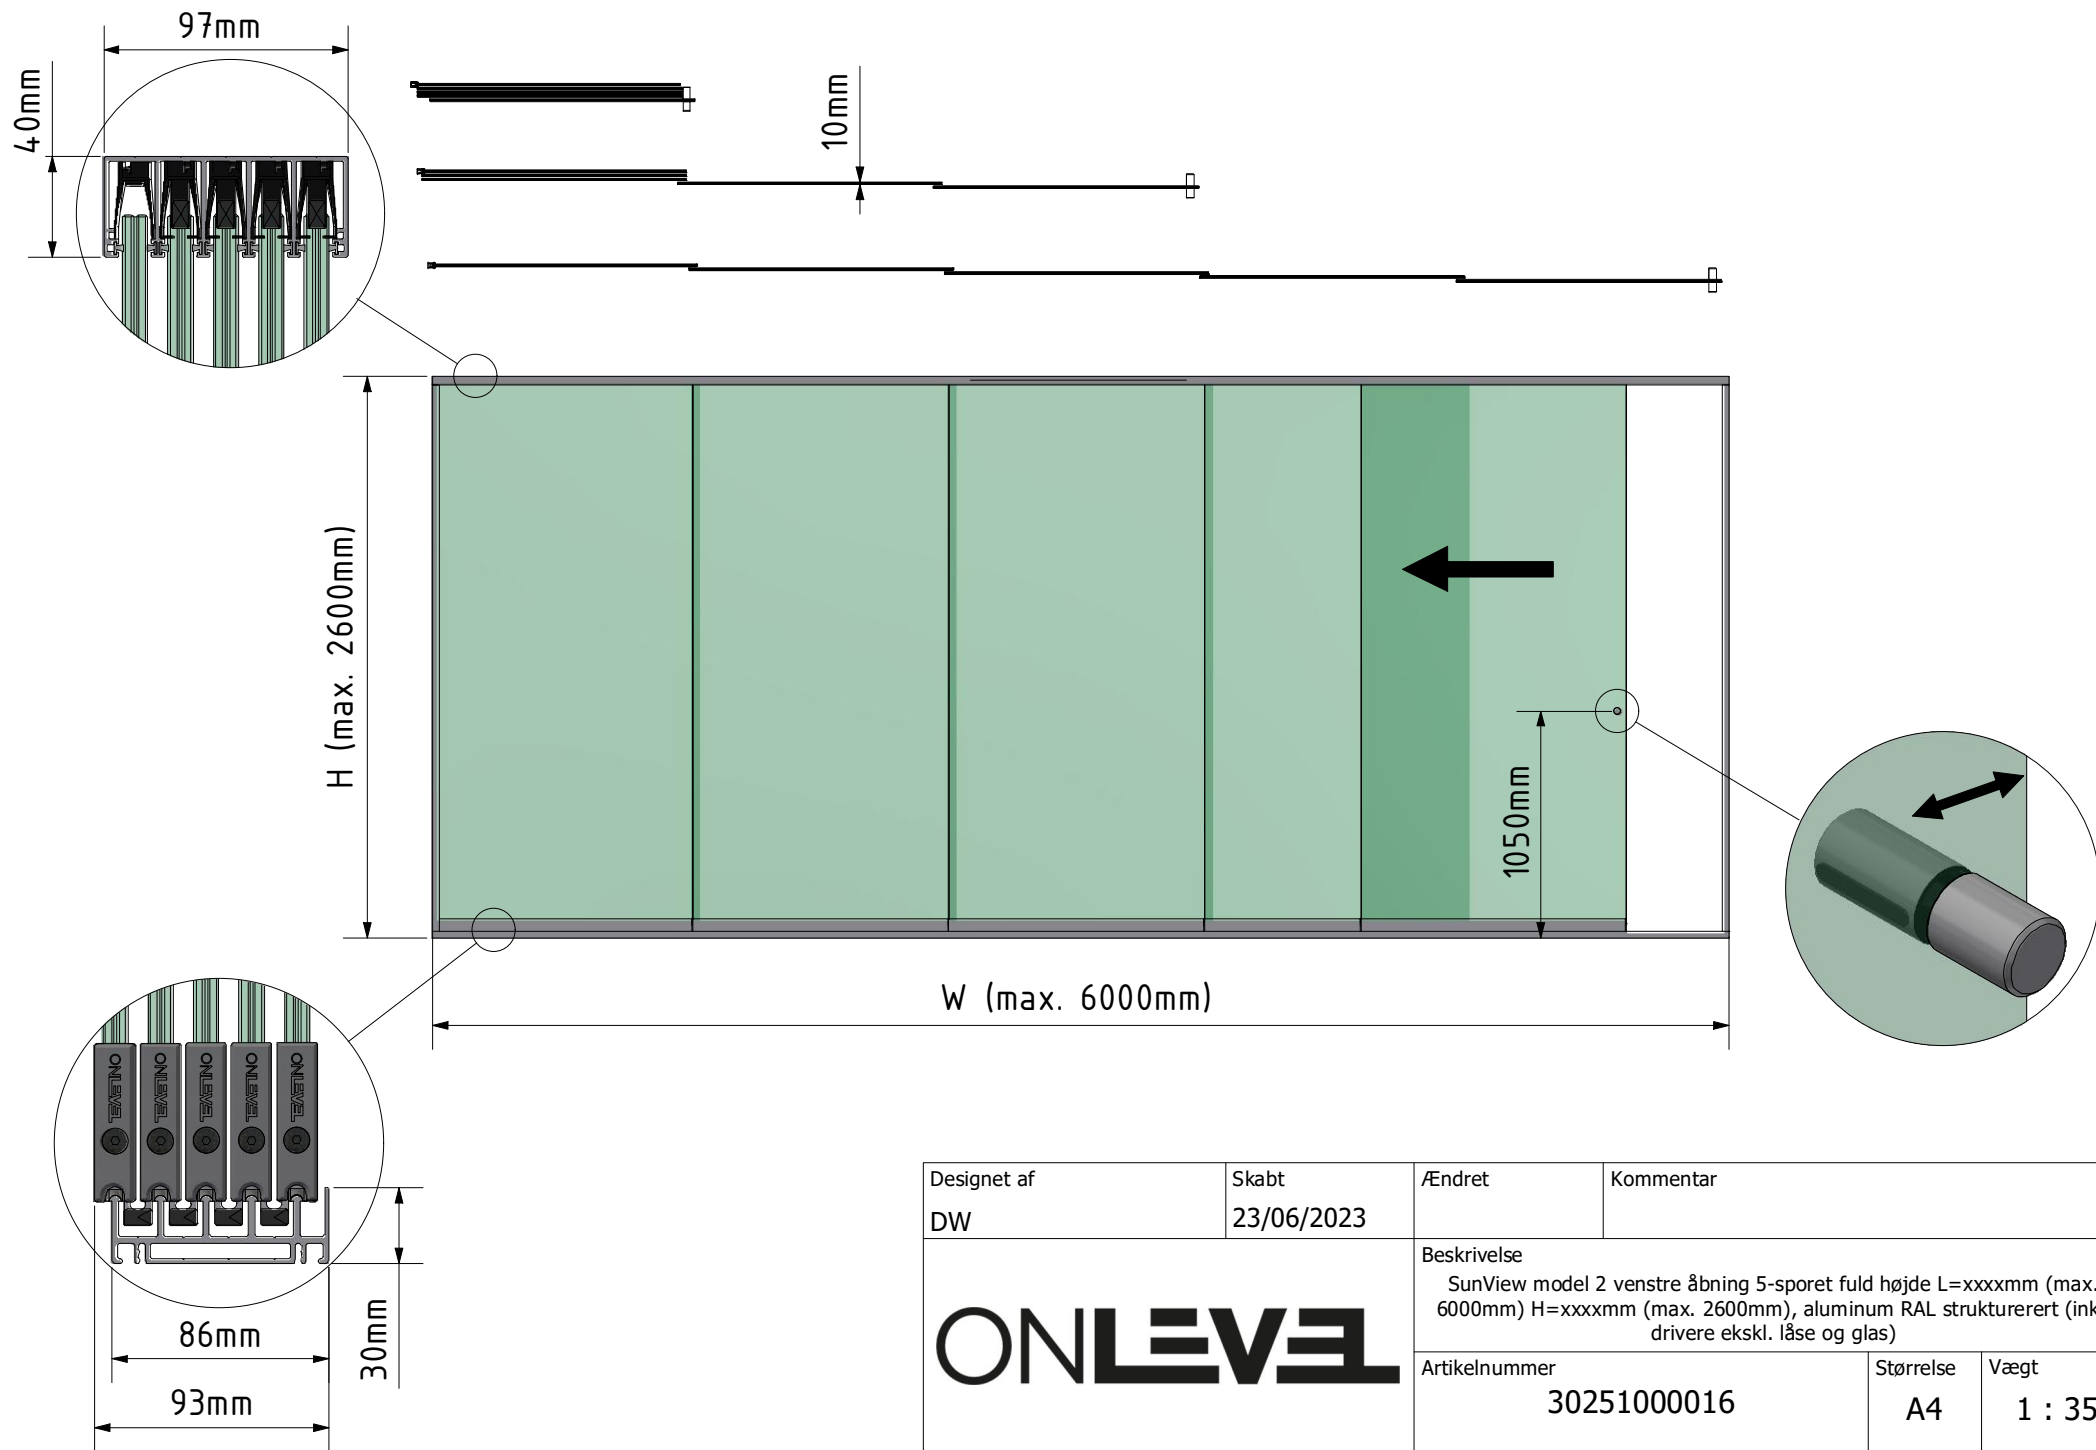 97mm
40mm
10mm
H (max. 2600mm)
1050mm
W (max. 6000mm)
ONLEVEL
ONLEVEL
ONLEVEL
ONLEVEL
ONLEVEL
30mm
86mm
93mm
Designet af
DW
Skabt
23/06/2023
Ændret
Kommentar
ONLEVEL
Beskrivelse
SunView model 2 venstre åbning 5-sporet fuld højde L=xxxxmm (max.
6000mm) H=xxxxmm (max. 2600mm), aluminum RAL strukturerert (ink
drivere ekskl. låse og glas)
Artikelnummer
30251000016
Størrelse
A4
Vægt
1 : 35